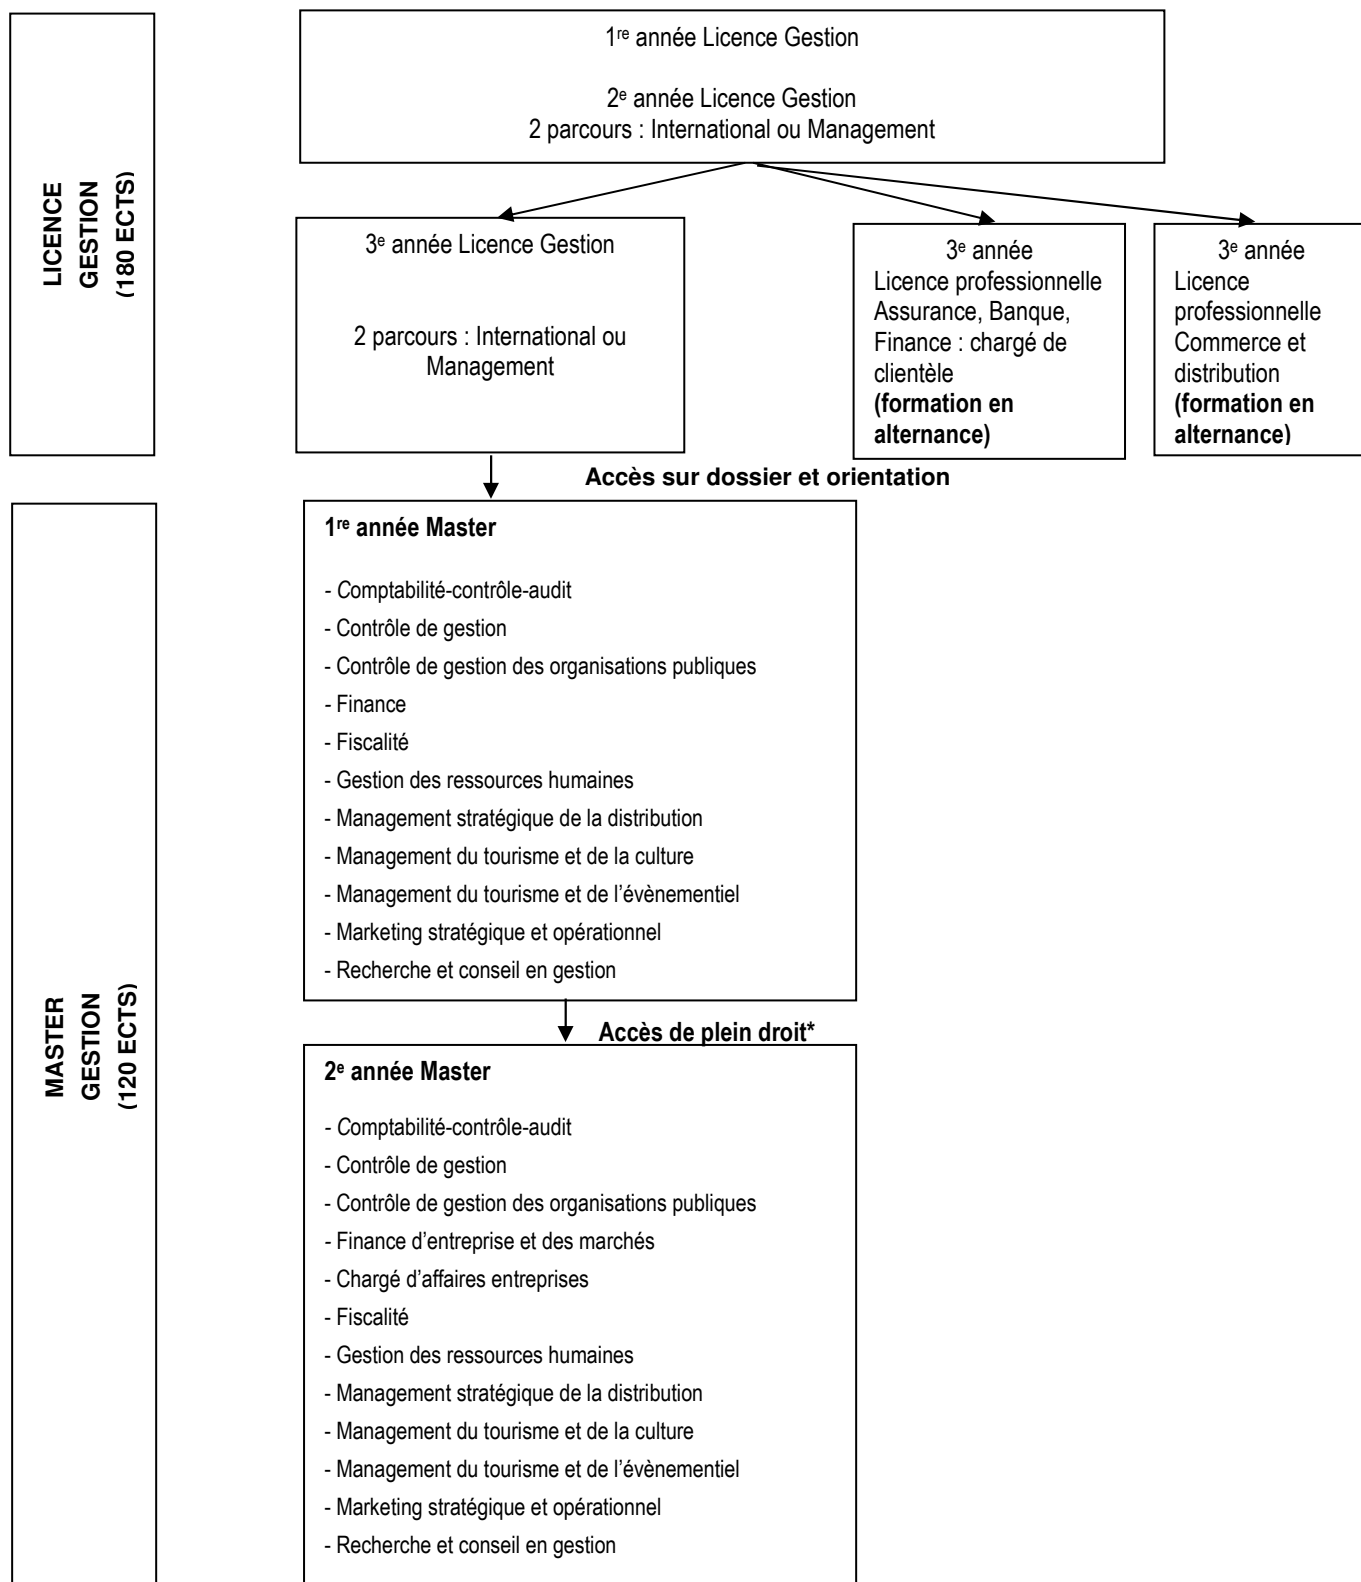 LICENCE
GESTION
(180 ECTS)
1re année Licence Gestion
2e année Licence Gestion
2 parcours : International ou Management
3e année Licence Gestion
2 parcours : International ou
Management
3e année
Licence professionnelle
Assurance, Banque,
Finance : chargé de
clientèle
(formation en
alternance)
3e année
Licence
professionnelle
Commerce et
distribution
(formation en
alternance)
Accès sur dossier et orientation
MASTER
GESTION
(120 ECTS)
1re année Master
- Comptabilité-contrôle-audit
- Contrôle de gestion
- Contrôle de gestion des organisations publiques
- Finance
- Fiscalité
- Gestion des ressources humaines
- Management stratégique de la distribution
- Management du tourisme et de la culture
- Management du tourisme et de l’évènementiel
- Marketing stratégique et opérationnel
- Recherche et conseil en gestion
Accès de plein droit*
2e année Master
- Comptabilité-contrôle-audit
- Contrôle de gestion
- Contrôle de gestion des organisations publiques
- Finance d’entreprise et des marchés
- Chargé d’affaires entreprises
- Fiscalité
- Gestion des ressources humaines
- Management stratégique de la distribution
- Management du tourisme et de la culture
- Management du tourisme et de l’évènementiel
- Marketing stratégique et opérationnel
- Recherche et conseil en gestion